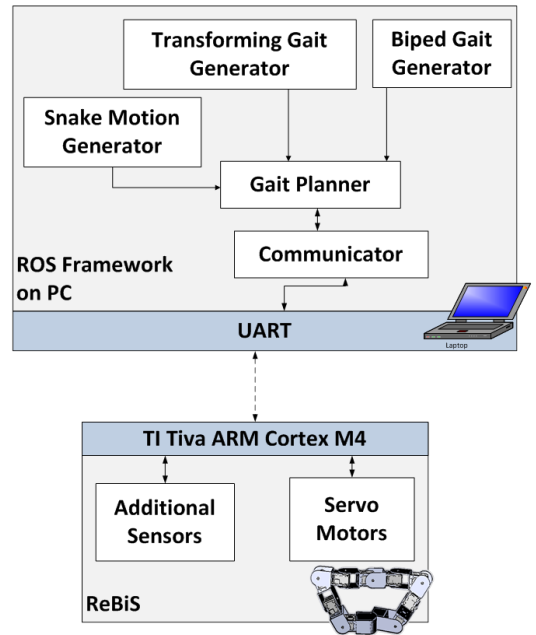 Transforming Gait
Generator
Biped Gait
Generator
Snake Motion
Generator
Gait Planner
Communicator
ROS Framework
on PC
UART
Laptop
TI Tiva ARM Cortex M4
Additional
Sensors
Servo
Motors
ReBiS